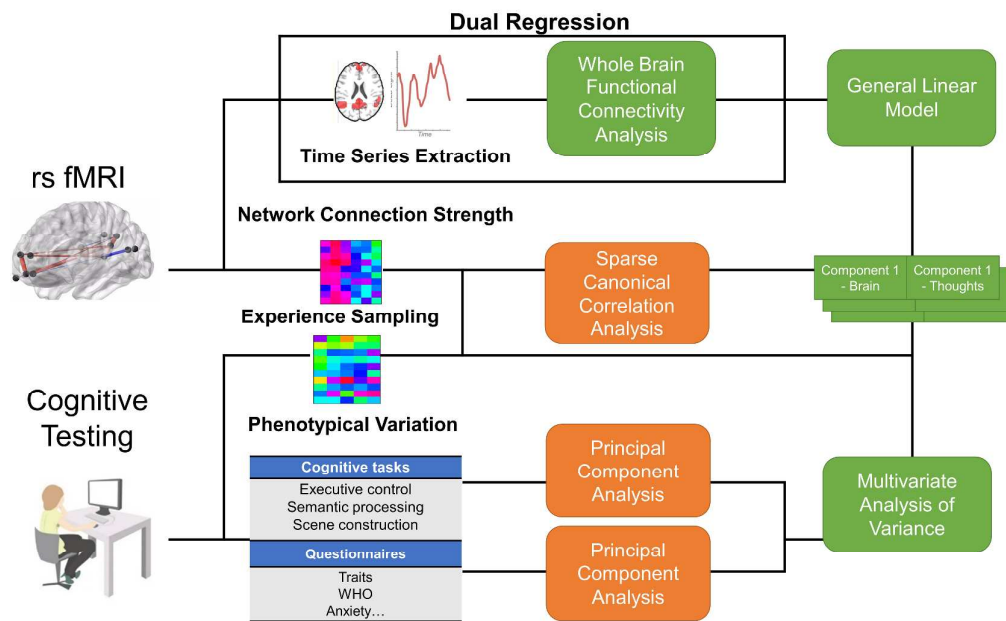 Dual Regression
Time
Time Series Extraction
Whole Brain
Functional
Connectivity
Analysis
General Linear
Model
rs fMRI
Network Connection Strength
Sparse
Canonical
Correlation
Analysis
Component 1
- Brain
Component 1
- Thoughts
Experience Sampling
Cognitive
Testing
Phenotypical Variation
Cognitive tasks
Executive control
Semantic processing
Scene construction
Questionnaires
Traits
WHO
Anxiety…
Principal
Component
Analysis
Principal
Component
Analysis
Multivariate
Analysis of
Variance